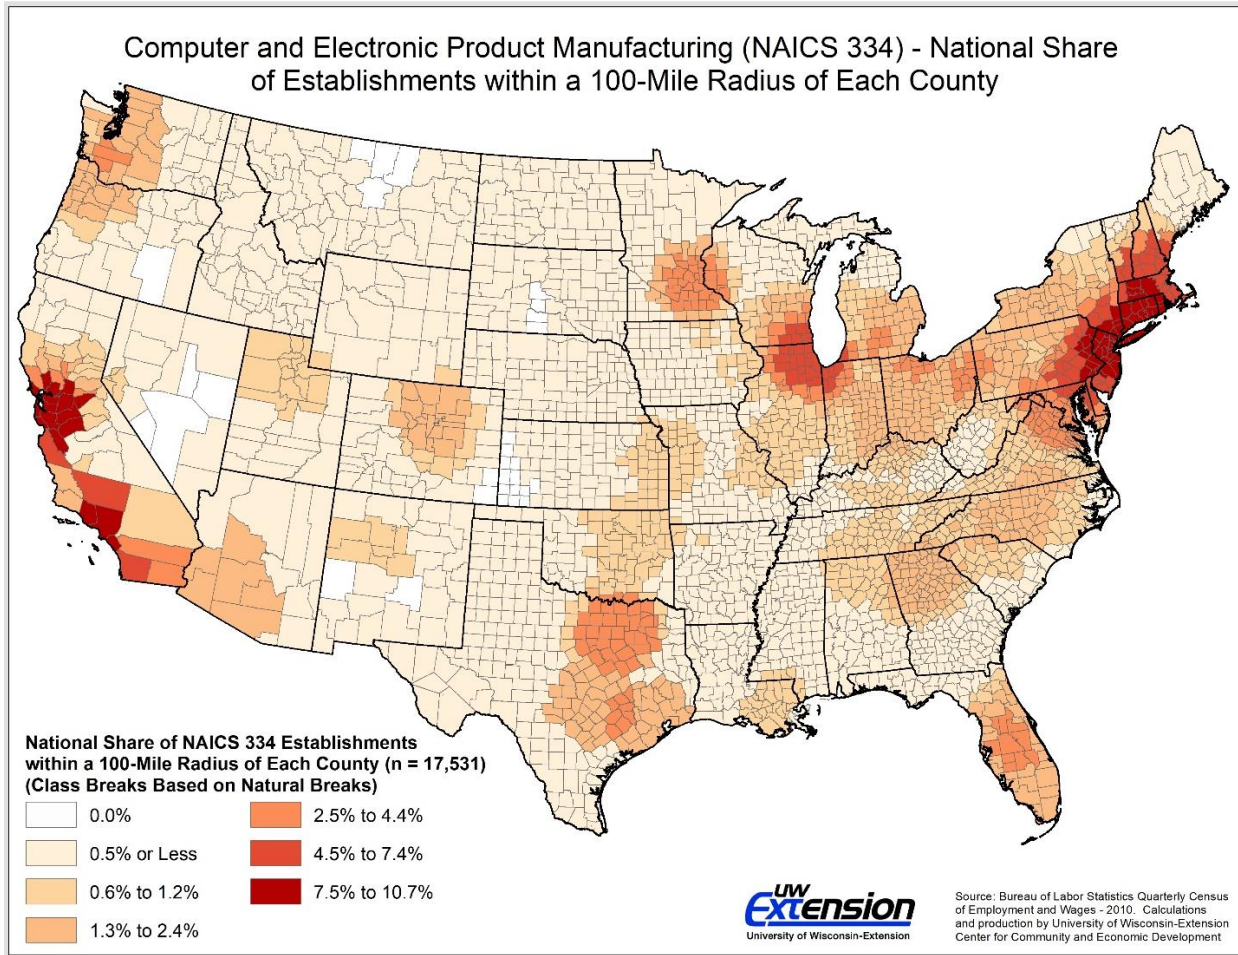 Computer and Electronic Product Manufacturing (NAICS 334) - National Share
of Establishments within a 100-Mile Radius of Each County
National Share of NAICS 334 Establishments
within a 100-Mile Radius of Each County (n = 17,531)
(Class Breaks Based on Natural Breaks)
0.0%
0.5% or Less
0.6% to 1.2%
1.3% to 2.4%
2.5% to 4.4%
4.5% to 7.4%
7.5% to 10.7%
UW
Extension
University of Wisconsin-Extension
Source: Bureau of Labor Statistics Quarterly Census
of Employment and Wages - 2010. Calculations
and production by University of Wisconsin-Extension
Center for Community and Economic Development